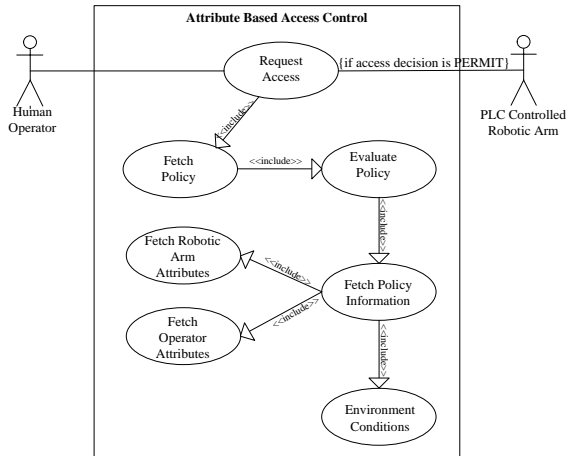 Attribute Based Access Control
Request
Access
{if access decision is PERMIT}
Human
Operator
PLC Controlled
Robotic Arm
<<include>>
Fetch
Policy
<<include>>
Evaluate
Policy
<<include>>
Fetch Robotic
Arm
Attributes
<<include>>
Fetch Policy
Information
<<include>>
Fetch
Operator
Attributes
<<include>>
Environment
Conditions